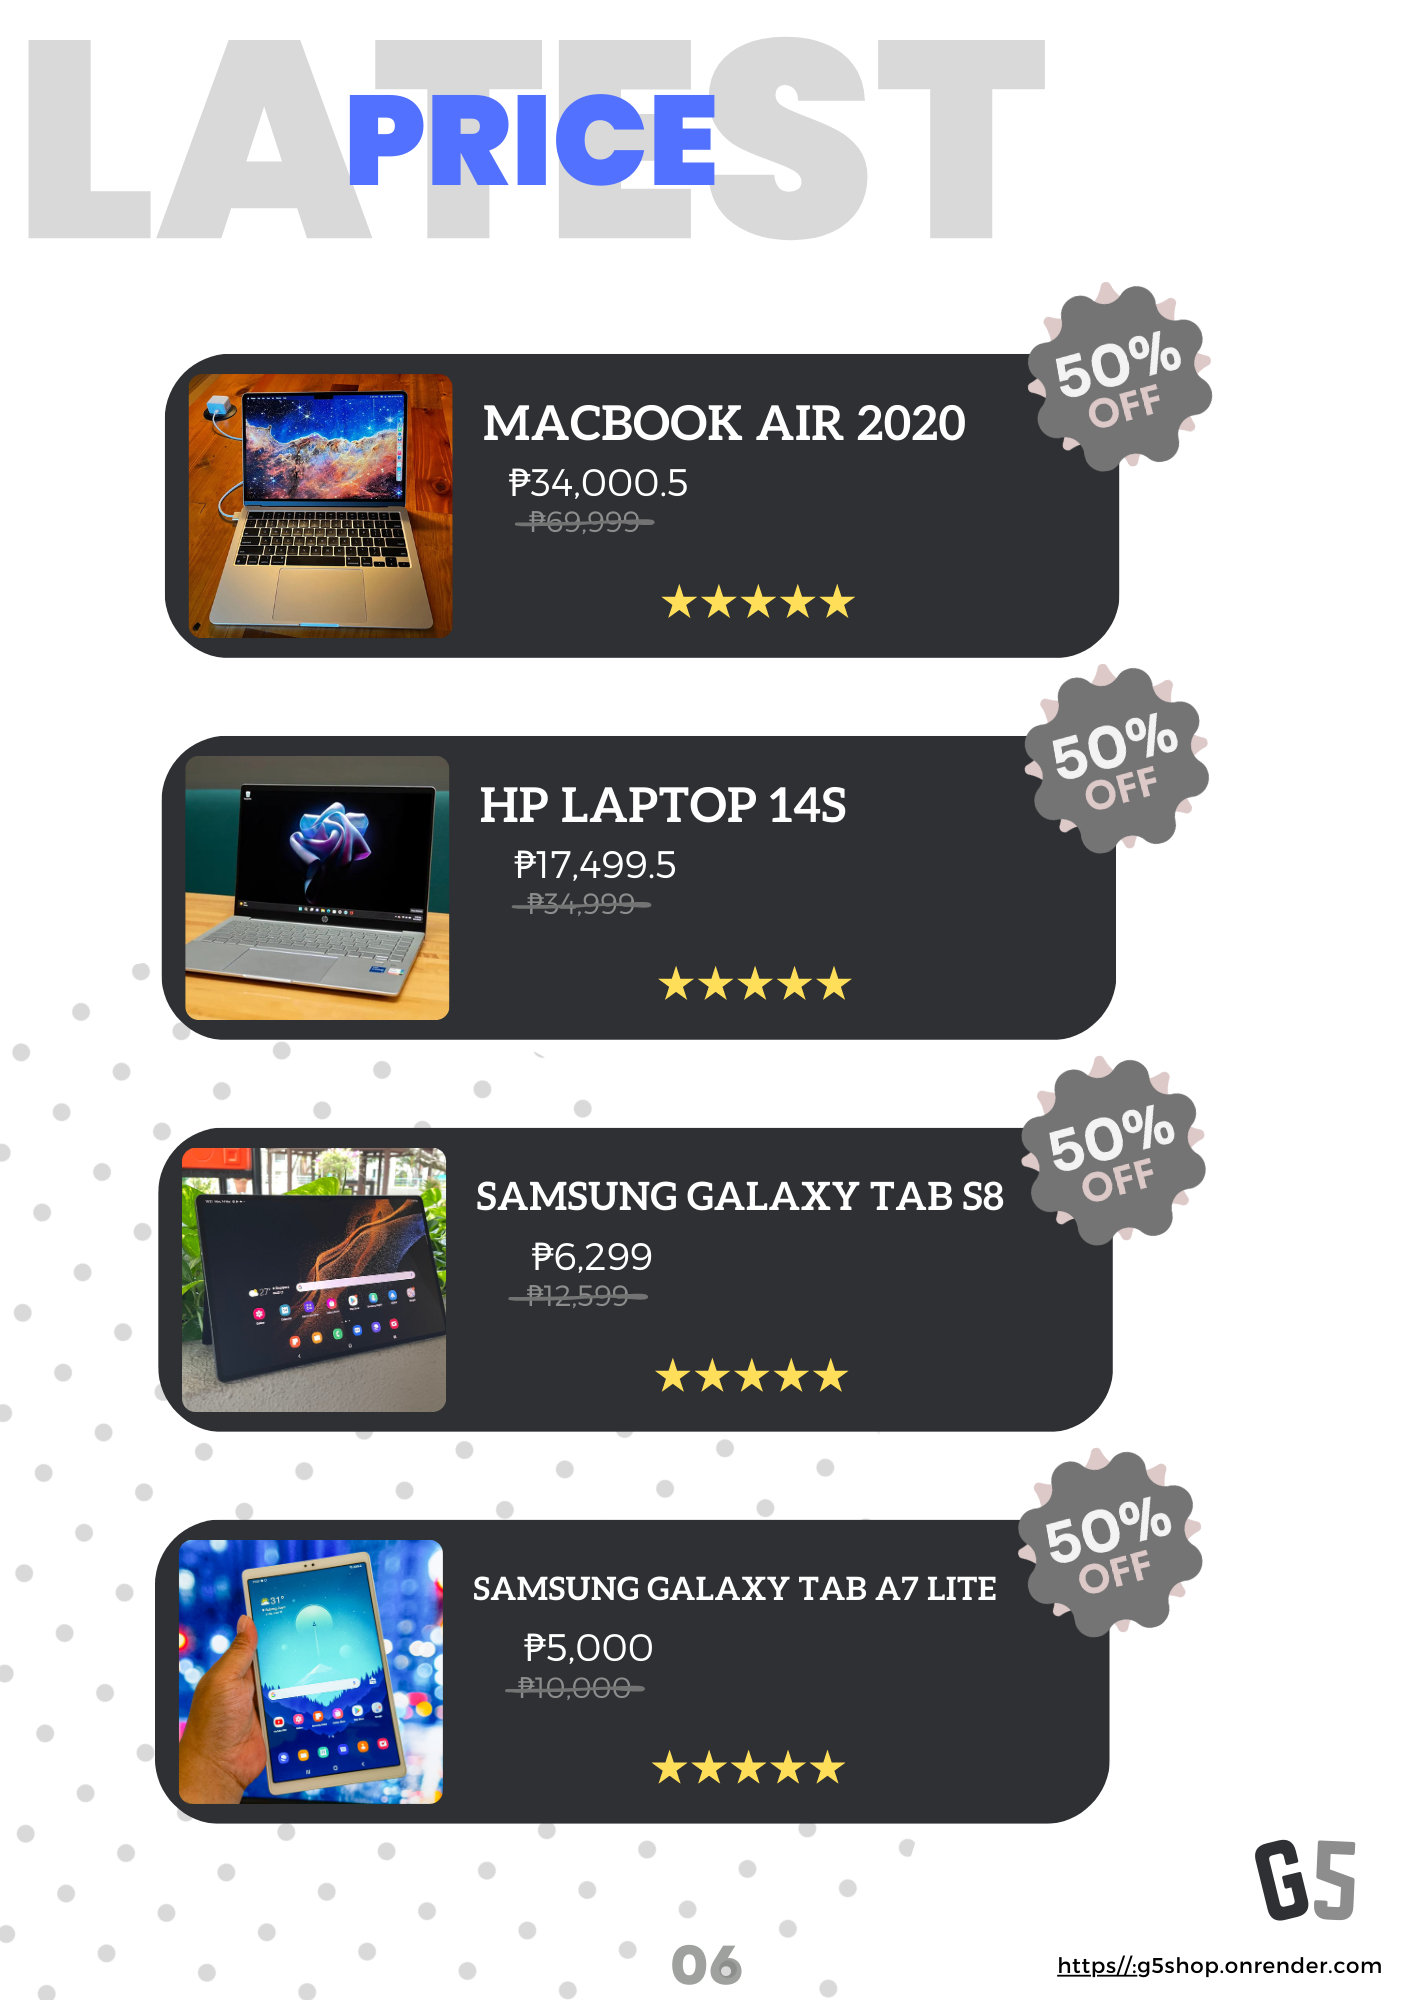 LATEST
PRICE
50%
OFF
MACBOOK AIR 2020
₱34,000.5
₱69,999
★★★★★
50%
OFF
HP LAPTOP 14S
₱17,499.5
₱34,999
★★★★★
50%
OFF
SAMSUNG GALAXY TAB S8
₱6,299
₱12,599
★★★★★
50%
OFF
SAMSUNG GALAXY TAB A7 LITE
31°
₱5,000
₱10,000
★★★★★
G5
06
https//:g5shop.onrender.com